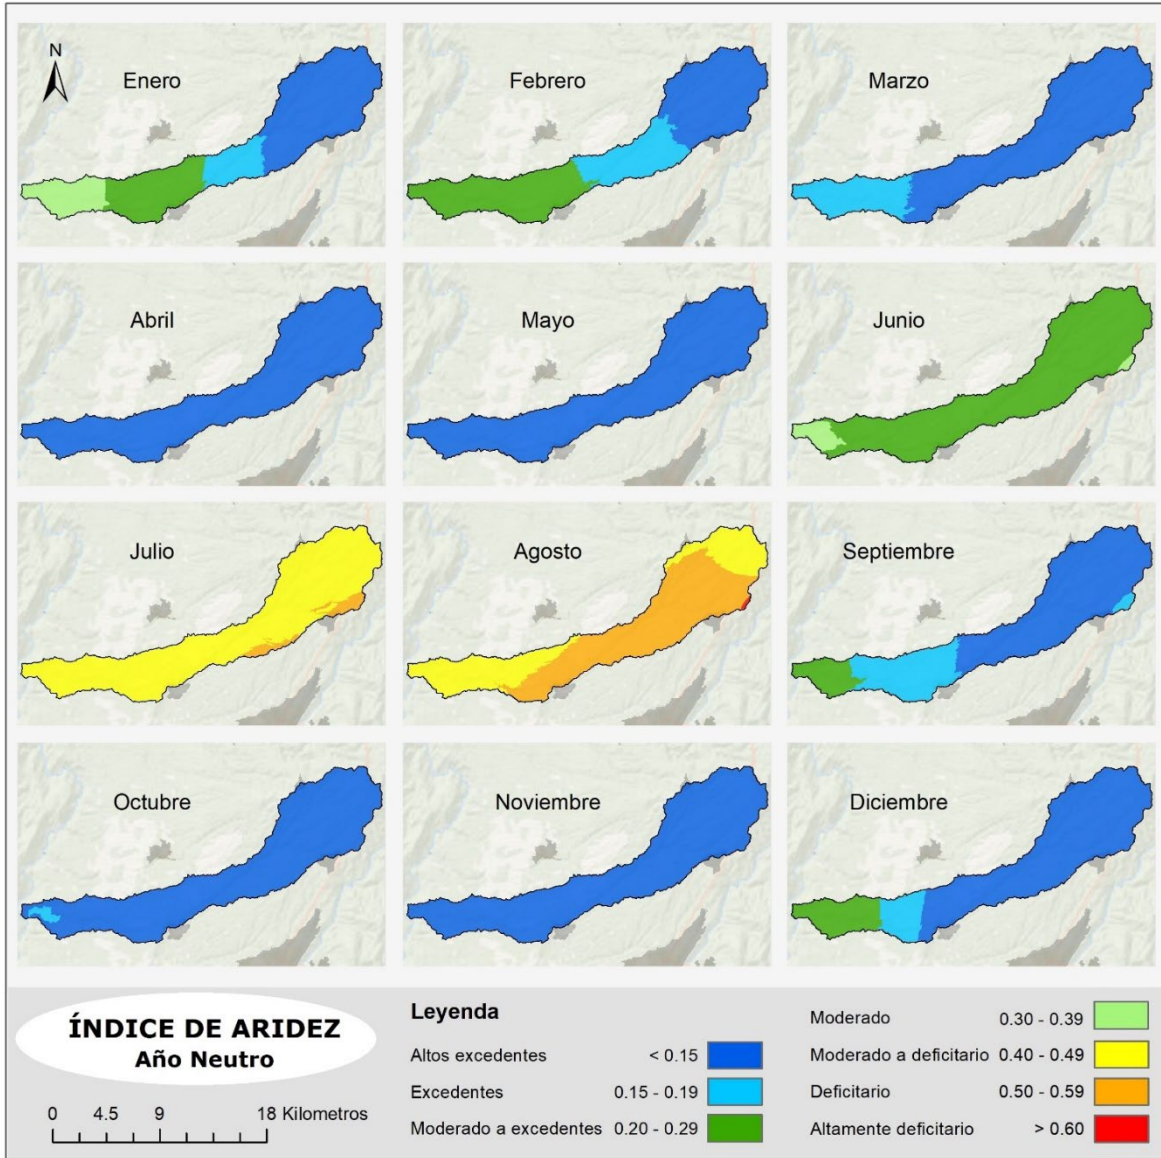 N
Enero
Febrero
Marzo
Abril
Mayo
Junio
Julio
Agosto
Septiembre
Octubre
Noviembre
Diciembre
ÍNDICE DE ARIDEZ
Año Neutro
0 4.5 9 18 Kilometros
Leyenda
Altos excedentes < 0.15
Excedentes 0.15 - 0.19
Moderado a excedentes 0.20 - 0.29
Moderado 0.30 - 0.39
Moderado a deficitario 0.40 - 0.49
Deficitario 0.50 - 0.59
Altamente deficitario > 0.60